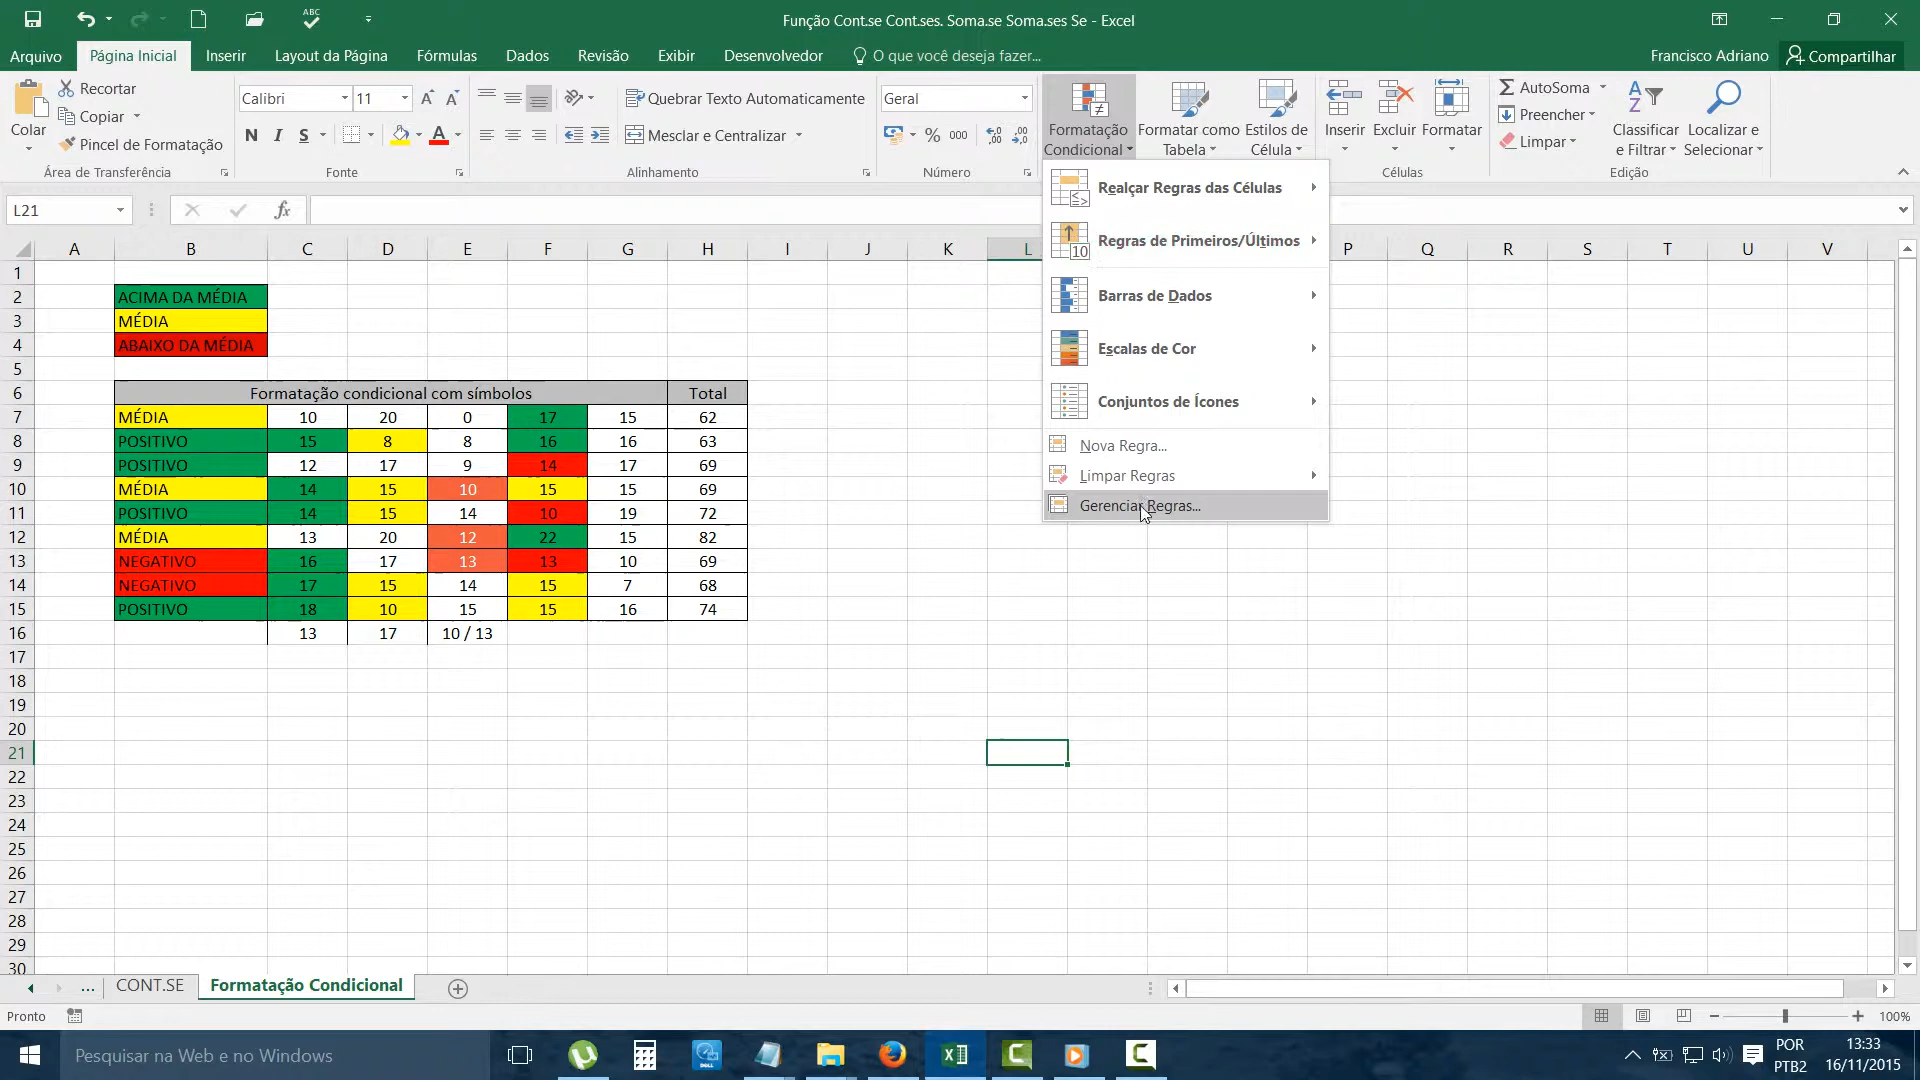 ABC
Função Cont.se Cont.ses. Soma.se Soma.ses Se - Excel
Arquivo Página Inicial Inserir Layout da Página Fórmulas Dados Revisão Exibir Desenvolvedor O que você deseja fazer... Francisco Adriano Compartilhar
Colar
Recortar
Copiar
Pincel de Formatação
Área de Transferência
Calibri 11 A A
N I S A
Fonte
Quebrar Texto Automaticamente
Mesclar e Centralizar
Alinhamento
Geral
% 000
Número
Formatação Condicional
Formatar como Tabela
Estilos de Célula
Inserir Excluir Formatar
Células
AutoSoma
Preencher
Limpar
Classificar e Filtrar
Localizar e Selecionar
Edição
L21 fx
A B C D E F G H I J K L P Q R S T U V
1
2 ACIMA DA MÉDIA
3 MÉDIA
4 ABAIXO DA MÉDIA
5
6 Formatação condicional com símbolos Total
7 MÉDIA 10 20 0 17 15 62
8 POSITIVO 15 8 8 16 16 63
9 POSITIVO 12 17 9 14 17 69
10 MÉDIA 14 15 10 15 15 69
11 POSITIVO 14 15 14 10 19 72
12 MÉDIA 13 20 12 22 15 82
13 NEGATIVO 16 17 13 13 10 69
14 NEGATIVO 17 15 14 15 7 68
15 POSITIVO 18 10 15 15 16 74
16 13 17 10 / 13
17
18
19
20
21
22
23
24
25
26
27
28
29
30
Realçar Regras das Células
Regras de Primeiros/Últimos
Barras de Dados
Escalas de Cor
Conjuntos de Ícones
Nova Regra...
Limpar Regras
Gerenciar Regras...
... CONT.SE Formatação Condicional
Pronto 100%
Pesquisar na Web e no Windows
POR
PTB2
13:33
16/11/2015